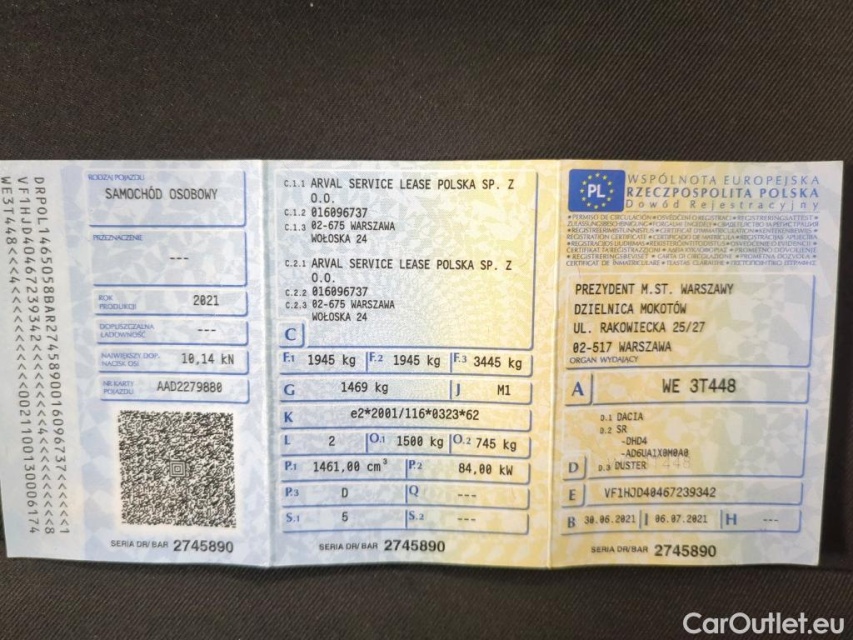 DRPOL1465058BAR2745890016096737<<<<<<1
VF1HJD40467239342<<<<<<<<<<<<<<<<<<<<8
WE3T448<<<4<<<<<<<<<<<0021100130006174
RODZAJ POJAZDU
SAMOCHÓD OSOBOWY
PRZEZNACZENIE
---
ROK PRODUKCJI 2021
DOPUSZCZALNA ŁADOWNOŚĆ ---
NAJWIĘKSZY DOP. NACISK OSI 10,14 kN
NR KARTY POJAZDU AAD2279880
SERIA DR/BAR 2745890
C.1.1 ARVAL SERVICE LEASE POLSKA SP. Z
O.O.
C.1.2 016096737
C.1.3 02-675 WARSZAWA
WOŁOSKA 24
C.2.1 ARVAL SERVICE LEASE POLSKA SP. Z
O.O.
C.2.2 016096737
C.2.3 02-675 WARSZAWA
WOŁOSKA 24
C
F.1 1945 kg F.2 1945 kg F.3 3445 kg
G 1469 kg J M1
K e2*2001/116*0323*62
L 2 O.1 1500 kg O.2 745 kg
P.1 1461,00 cm³ P.2 84,00 kW
P.3 D Q ---
S.1 5 S.2 ---
SERIA DR/BAR 2745890
PL
WSPÓLNOTA EUROPEJSKA
RZECZPOSPOLITA POLSKA
Dowód Rejestracyjny
PREZYDENT M.ST. WARSZAWY
DZIELNICA MOKOTÓW
UL. RAKOWIECKA 25/27
02-517 WARSZAWA
ORGAN WYDAJĄCY
A WE 3T448
D.1 DACIA
D.2 SR
-DHD4
-AD6UA1X0M0A0
D D.3 DUSTER
E VF1HJD40467239342
B 30.06.2021 I 06.07.2021 H ---
SERIA DR/BAR 2745890
CarOutlet.eu